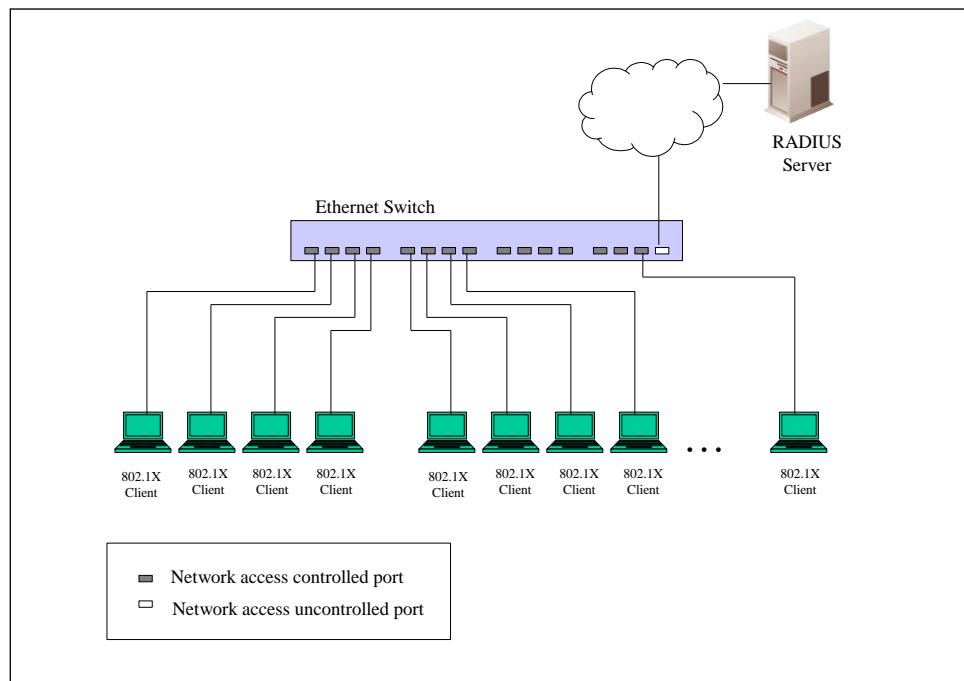 RADIUS
Server
Ethernet Switch
802.1X
Client
802.1X
Client
802.1X
Client
802.1X
Client
802.1X
Client
802.1X
Client
802.1X
Client
802.1X
Client
. . .
802.1X
Client
Network access controlled port
Network access uncontrolled port